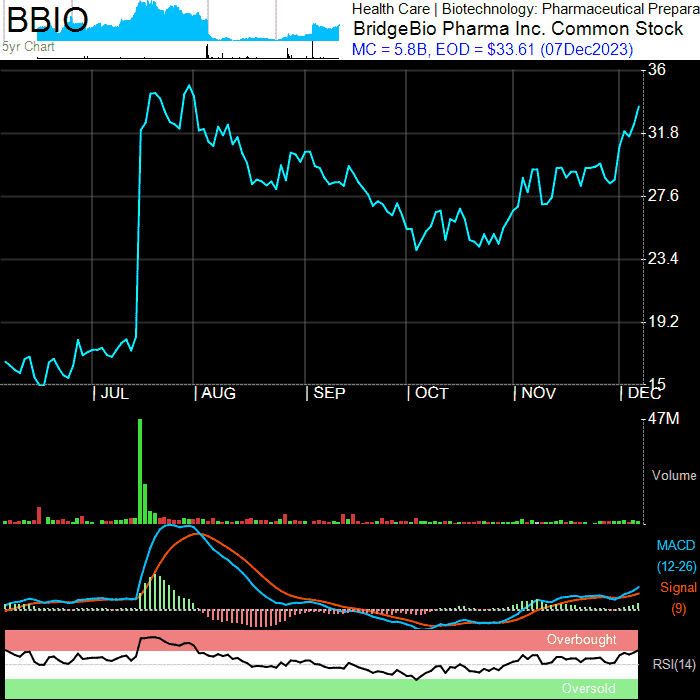 BBIO
5yr Chart
Health Care | Biotechnology: Pharmaceutical Prepara
BridgeBio Pharma Inc. Common Stock
MC = 5.8B, EOD = $33.61 (07Dec2023)
36
31.8
27.6
23.4
19.2
15
| JUL | AUG | SEP | OCT | NOV | DEC
47M
Volume
MACD
(12-26)
Signal
(9)
Overbought
RSI(14)
Oversold